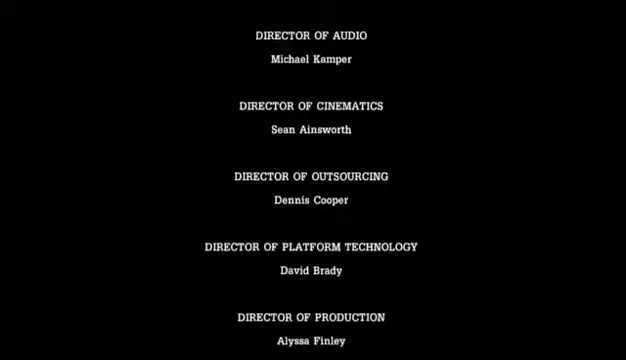 DIRECTOR OF AUDIO
Michael Kamper
DIRECTOR OF CINEMATICS
Sean Ainsworth
DIRECTOR OF OUTSOURCING
Dennis Cooper
DIRECTOR OF PLATFORM TECHNOLOGY
David Brady
DIRECTOR OF PRODUCTION
Alyssa Finley